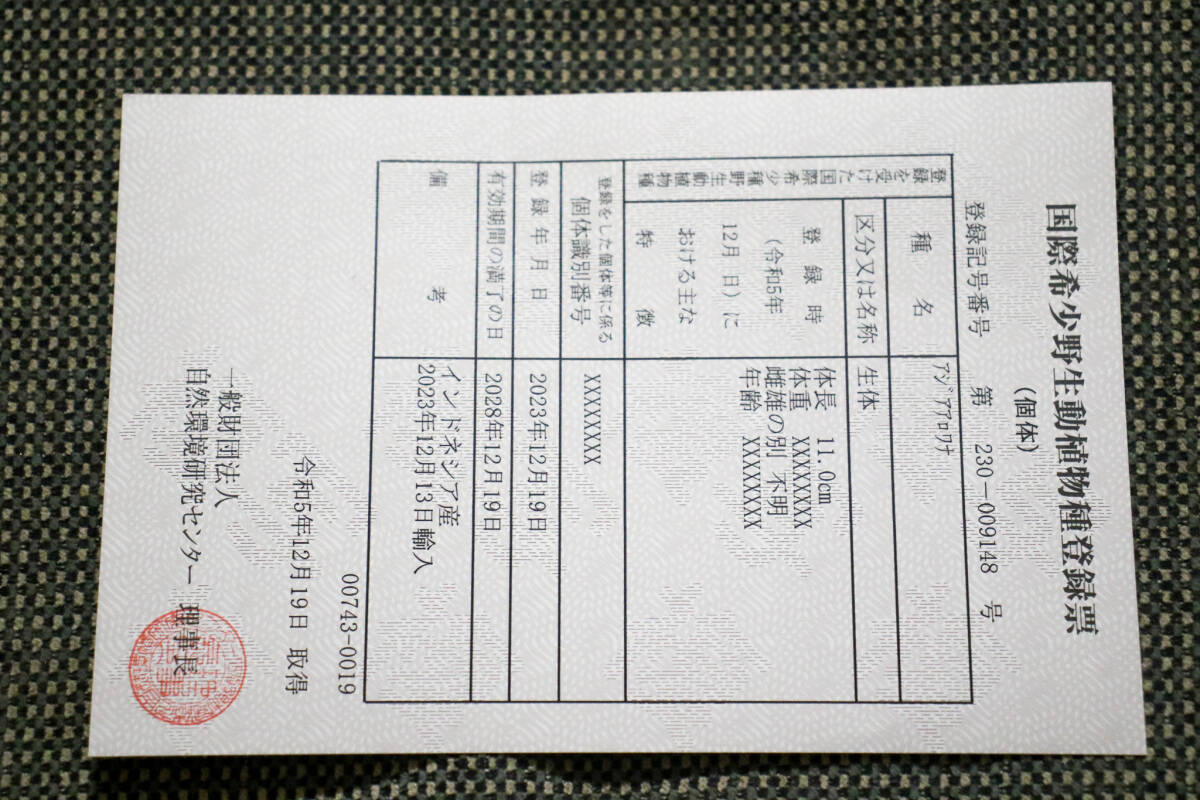 国際希少野生動植物種登録票
(個体)
登録記号番号 第 230-009148 号
登録を受けた国際希少種野生動植物種
種名 アジアアロワナ
区分又は名称 生体
登録時
(令和5年
12月 日)に
おける主な
特徴
体長 11.0cm
体重 XXXXXXXX
雌雄の別 不明
年齢 XXXXXXXX
登録をした個体等に係る
個体識別番号 XXXXXXXX
登録年月日 2023年12月19日
有効期間の満了の日 2028年12月19日
備考 インドネシア産
2023年12月13日輸入
00743-0019
令和5年12月19日 取得
一般財団法人
自然環境研究センター 理事長